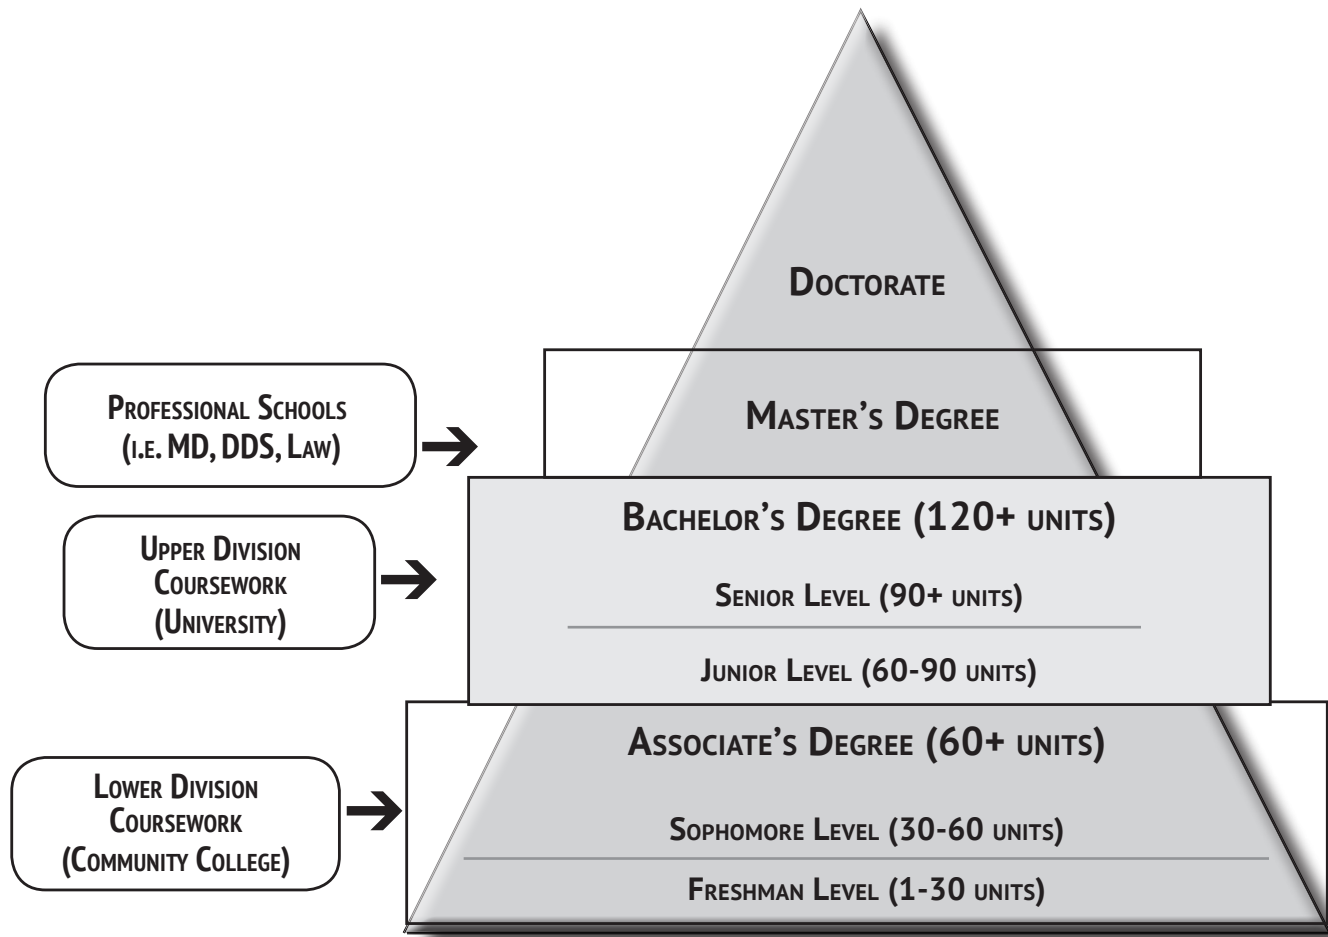 Doctorate
Professional Schools
(i.e. MD, DDS, Law)
Master's Degree
Bachelor's Degree (120+ units)
Upper Division
Coursework
(University)
Senior Level (90+ units)
Junior Level (60-90 units)
Associate's Degree (60+ units)
Lower Division
Coursework
(Community College)
Sophomore Level (30-60 units)
Freshman Level (1-30 units)